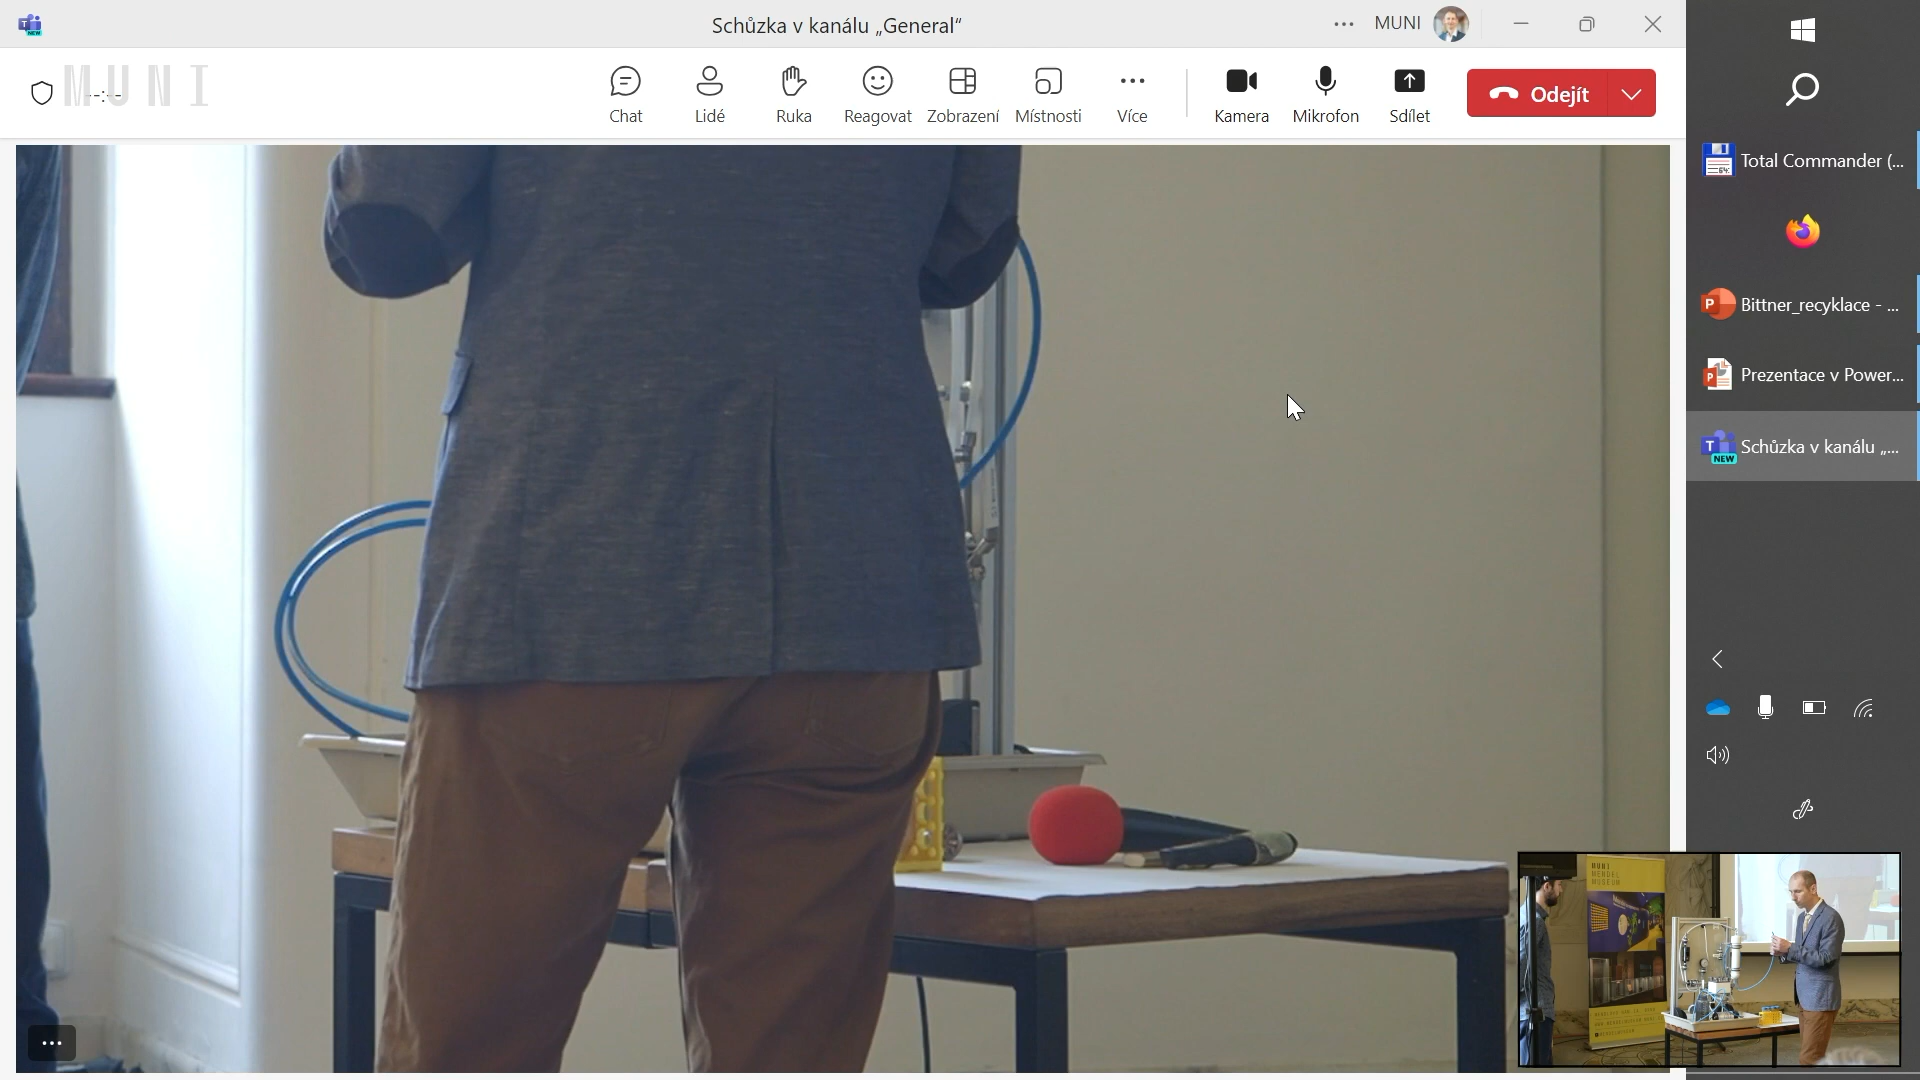 Schůzka v kanálu „General“
MUNI
MUNI
--:--
Chat
Lidé
Ruka
Reagovat
Zobrazení
Místnosti
Více
Kamera
Mikrofon
Sdílet
Odejít
Total Commander (...
Bittner_recyklace - ...
Prezentace v Power...
T NEW Schůzka v kanálu „...
MUNI
MENDEL
MUSEUM